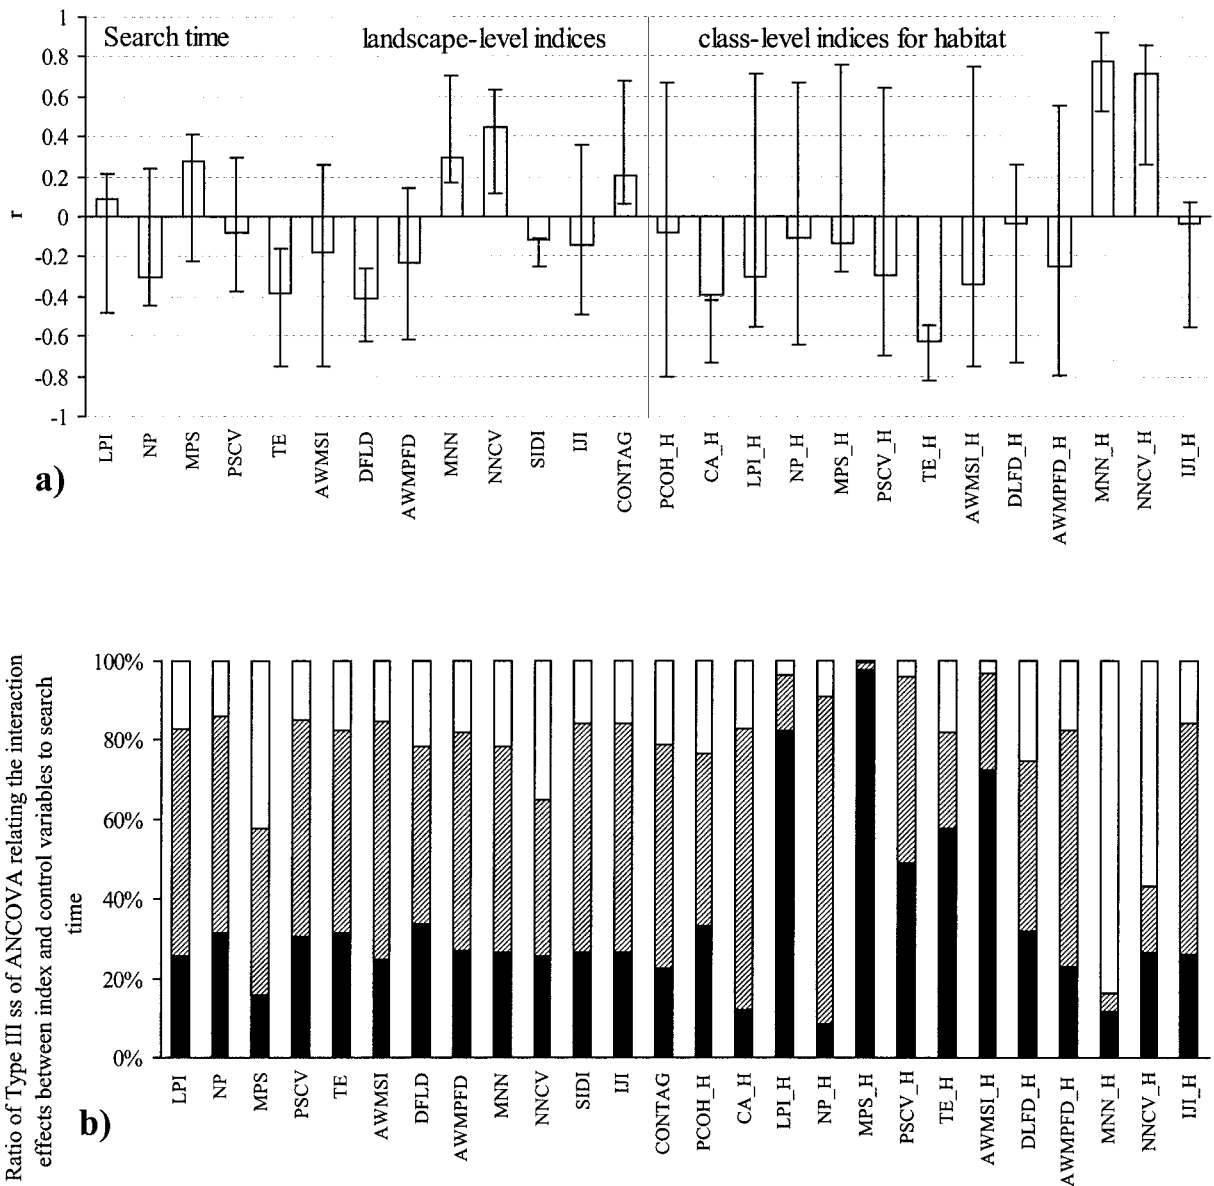 1
0.8
0.6
0.4
0.2
0
-0.2
-0.4
-0.6
-0.8
-1
r
Search time
landscape-level indices
class-level indices for habitat
LPI
NP
MPS
PSCV
TE
AWMSI
DFLD
AWMPFD
MNN
NNCV
SIDI
IJI
CONTAG
PCOH_H
CA_H
LPI_H
NP_H
MPS_H
PSCV_H
TE_H
AWMSI_H
DLFD_H
AWMPFD_H
MNN_H
NNCV_H
IJI_H
a)
Ratio of Type III ss of ANCOVA relating the interaction
effects between index and control variables to search
time
100%
80%
60%
40%
20%
0%
LPI
NP
MPS
PSCV
TE
AWMSI
DFLD
AWMPFD
MNN
NNCV
SIDI
IJI
CONTAG
PCOH_H
CA_H
LPI_H
NP_H
MPS_H
PSCV_H
TE_H
AWMSI_H
DLFD_H
AWMPFD_H
MNN_H
NNCV_H
IJI_H
b)